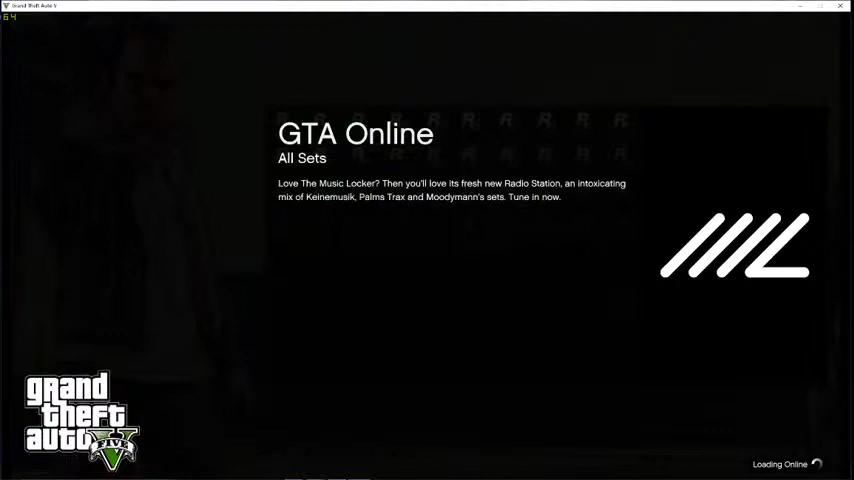 Grand Theft Auto V
64
GTA Online
All Sets
Love The Music Locker? Then you'll love its fresh new Radio Station, an intoxicating
mix of Keinemusik, Palms Trax and Moodymann's sets. Tune in now.
grand
theft
auto V
FIVE
Loading Online